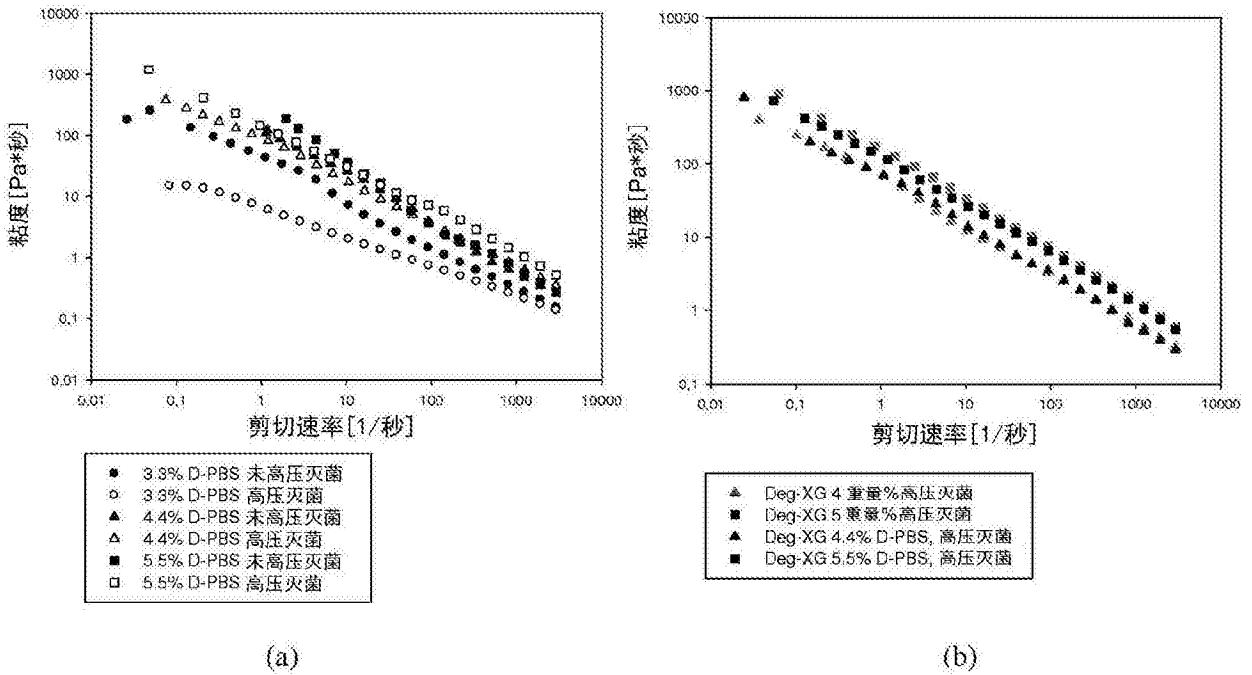 10000
1000
100
10
1
0,1
0,01
粘度[Pa*秒]
0,01
0,1
1
10
100
1000
10000
剪切速率[1/秒]
3.3% D-PBS 未高压灭菌
3.3% D-PBS 高压灭菌
4.4% D-PBS 未高压灭菌
4.4% D-PBS 高压灭菌
5.5% D-PBS 未高压灭菌
5.5% D-PBS 高压灭菌
(a)
10000
1000
100
10
1
0,1
粘度[Pa*秒]
0,01
0,1
1
10
100
1000
10000
剪切速率[1/秒]
Deg-XG 4 重量%高压灭菌
Deg-XG 5 重量%高压灭菌
Deg-XG 4.4% D-PBS, 高压灭菌
Deg-XG 5.5% D-PBS, 高压灭菌
(b)